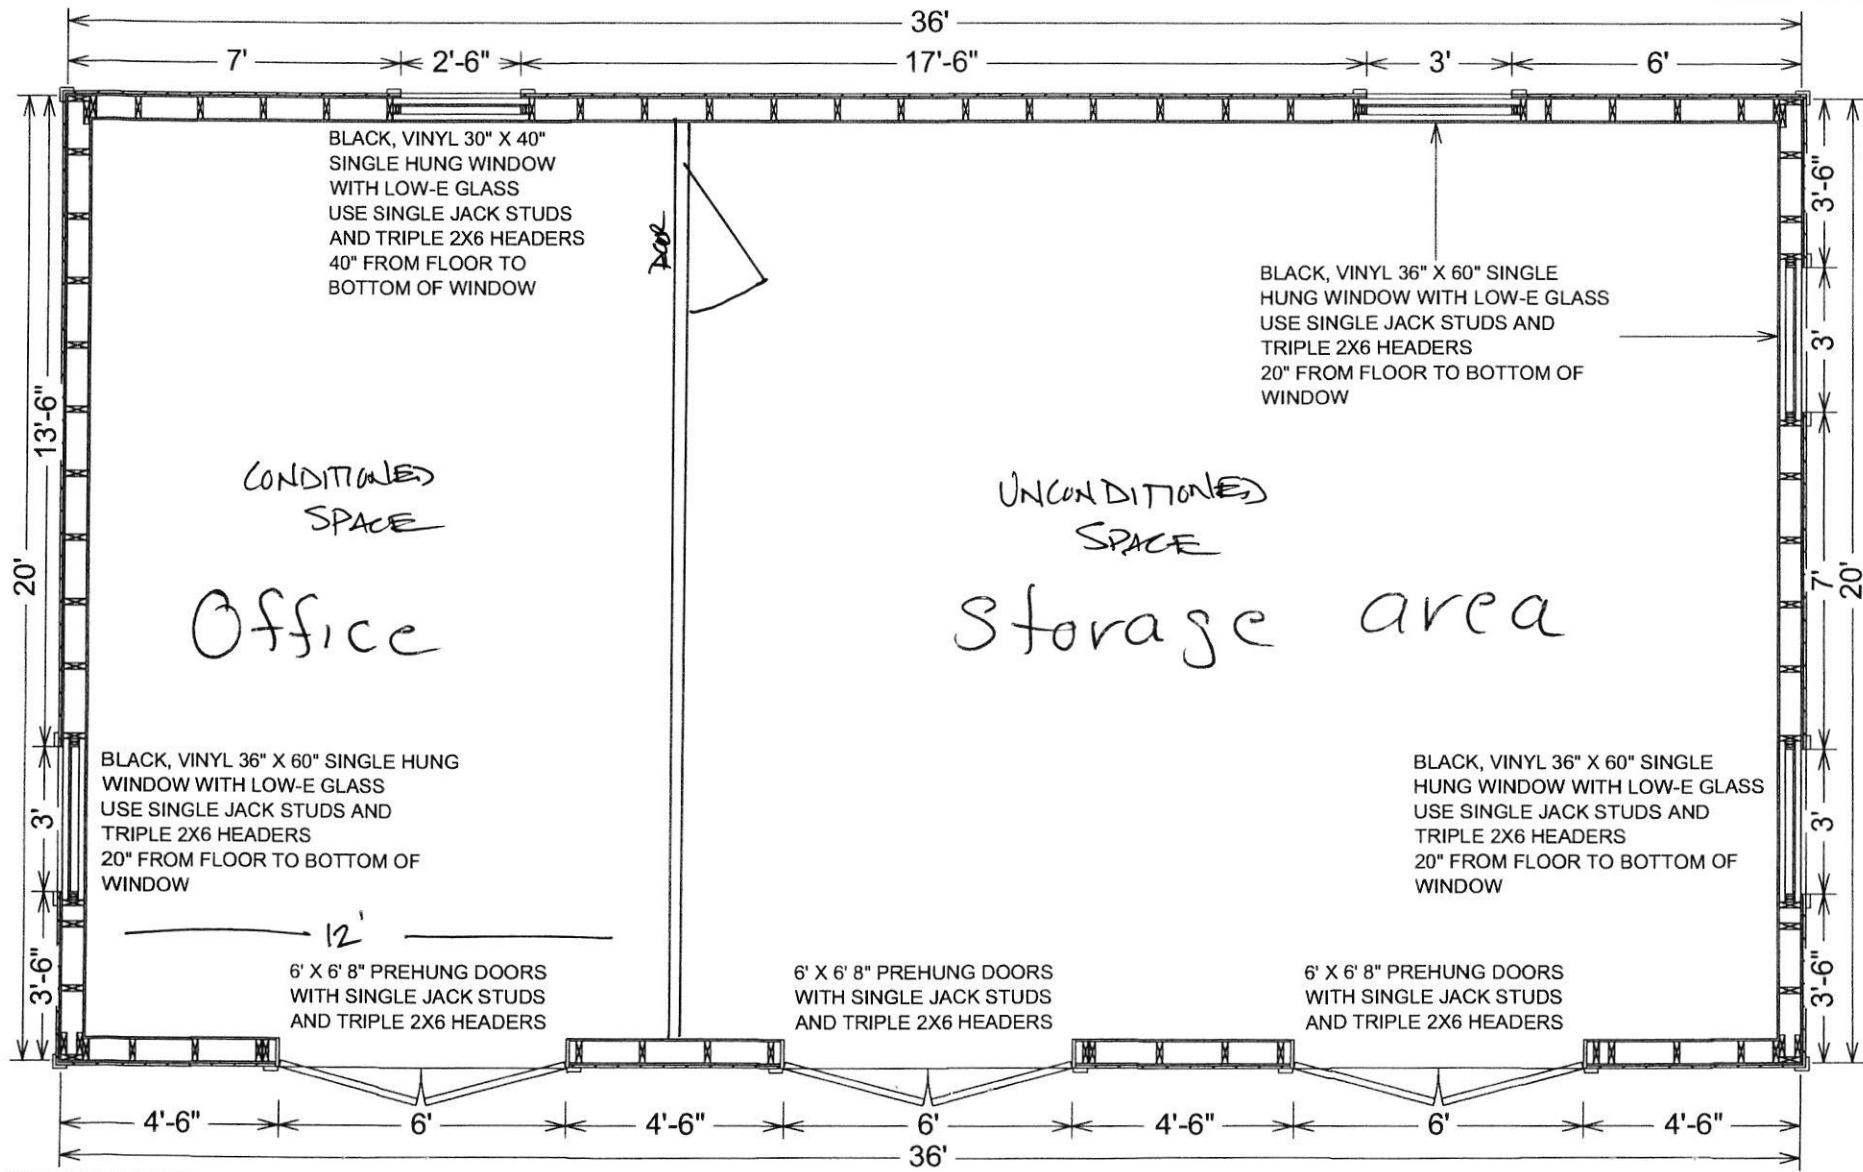 36'
7'
2'-6"
17'-6"
3'
6'
BLACK, VINYL 30" X 40"
SINGLE HUNG WINDOW
WITH LOW-E GLASS
USE SINGLE JACK STUDS
AND TRIPLE 2X6 HEADERS
40" FROM FLOOR TO
BOTTOM OF WINDOW
DOOR
BLACK, VINYL 36" X 60" SINGLE
HUNG WINDOW WITH LOW-E GLASS
USE SINGLE JACK STUDS AND
TRIPLE 2X6 HEADERS
20" FROM FLOOR TO BOTTOM OF
WINDOW
3'-6"
3'
7'
20'
3'
3'-6"
13'-6"
20'
3'
3'-6"
CONDITIONED
SPACE
Office
UNCONDITIONED
SPACE
Storage area
BLACK, VINYL 36" X 60" SINGLE HUNG
WINDOW WITH LOW-E GLASS
USE SINGLE JACK STUDS AND
TRIPLE 2X6 HEADERS
20" FROM FLOOR TO BOTTOM OF
WINDOW
BLACK, VINYL 36" X 60" SINGLE
HUNG WINDOW WITH LOW-E GLASS
USE SINGLE JACK STUDS AND
TRIPLE 2X6 HEADERS
20" FROM FLOOR TO BOTTOM OF
WINDOW
12'
6' X 6' 8" PREHUNG DOORS
WITH SINGLE JACK STUDS
AND TRIPLE 2X6 HEADERS
6' X 6' 8" PREHUNG DOORS
WITH SINGLE JACK STUDS
AND TRIPLE 2X6 HEADERS
6' X 6' 8" PREHUNG DOORS
WITH SINGLE JACK STUDS
AND TRIPLE 2X6 HEADERS
4'-6"
6'
4'-6"
6'
4'-6"
6'
4'-6"
36'